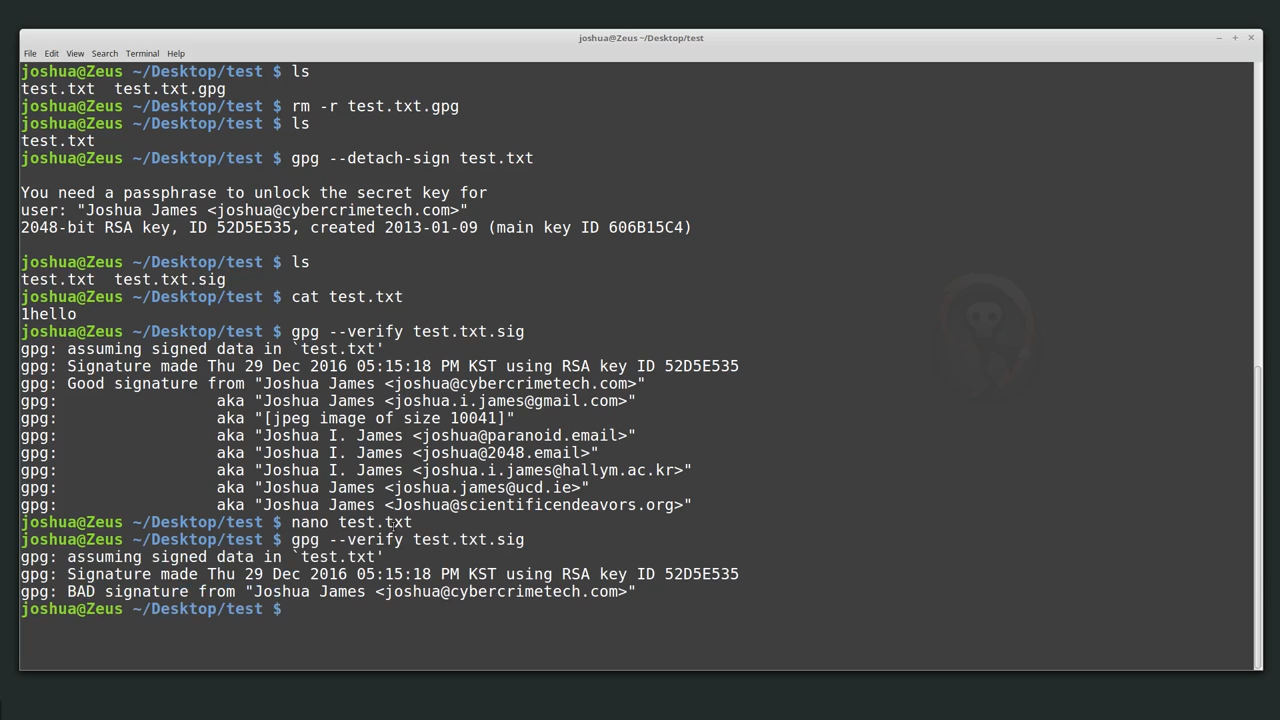 joshua@Zeus ~/Desktop/test
File Edit View Search Terminal Help
joshua@Zeus ~/Desktop/test $ ls
test.txt  test.txt.gpg
joshua@Zeus ~/Desktop/test $ rm -r test.txt.gpg
joshua@Zeus ~/Desktop/test $ ls
test.txt
joshua@Zeus ~/Desktop/test $ gpg --detach-sign test.txt
You need a passphrase to unlock the secret key for
user: "Joshua James <joshua@cybercrimetech.com>"
2048-bit RSA key, ID 52D5E535, created 2013-01-09 (main key ID 606B15C4)
joshua@Zeus ~/Desktop/test $ ls
test.txt  test.txt.sig
joshua@Zeus ~/Desktop/test $ cat test.txt
1hello
joshua@Zeus ~/Desktop/test $ gpg --verify test.txt.sig
gpg: assuming signed data in `test.txt'
gpg: Signature made Thu 29 Dec 2016 05:15:18 PM KST using RSA key ID 52D5E535
gpg: Good signature from "Joshua James <joshua@cybercrimetech.com>"
gpg:                 aka "Joshua James <joshua.i.james@gmail.com>"
gpg:                 aka "[jpeg image of size 10041]"
gpg:                 aka "Joshua I. James <joshua@paranoid.email>"
gpg:                 aka "Joshua I. James <joshua@2048.email>"
gpg:                 aka "Joshua I. James <joshua.i.james@hallym.ac.kr>"
gpg:                 aka "Joshua James <joshua.james@ucd.ie>"
gpg:                 aka "Joshua James <Joshua@scientificendeavors.org>"
joshua@Zeus ~/Desktop/test $ nano test.txt
joshua@Zeus ~/Desktop/test $ gpg --verify test.txt.sig
gpg: assuming signed data in `test.txt'
gpg: Signature made Thu 29 Dec 2016 05:15:18 PM KST using RSA key ID 52D5E535
gpg: BAD signature from "Joshua James <joshua@cybercrimetech.com>"
joshua@Zeus ~/Desktop/test $